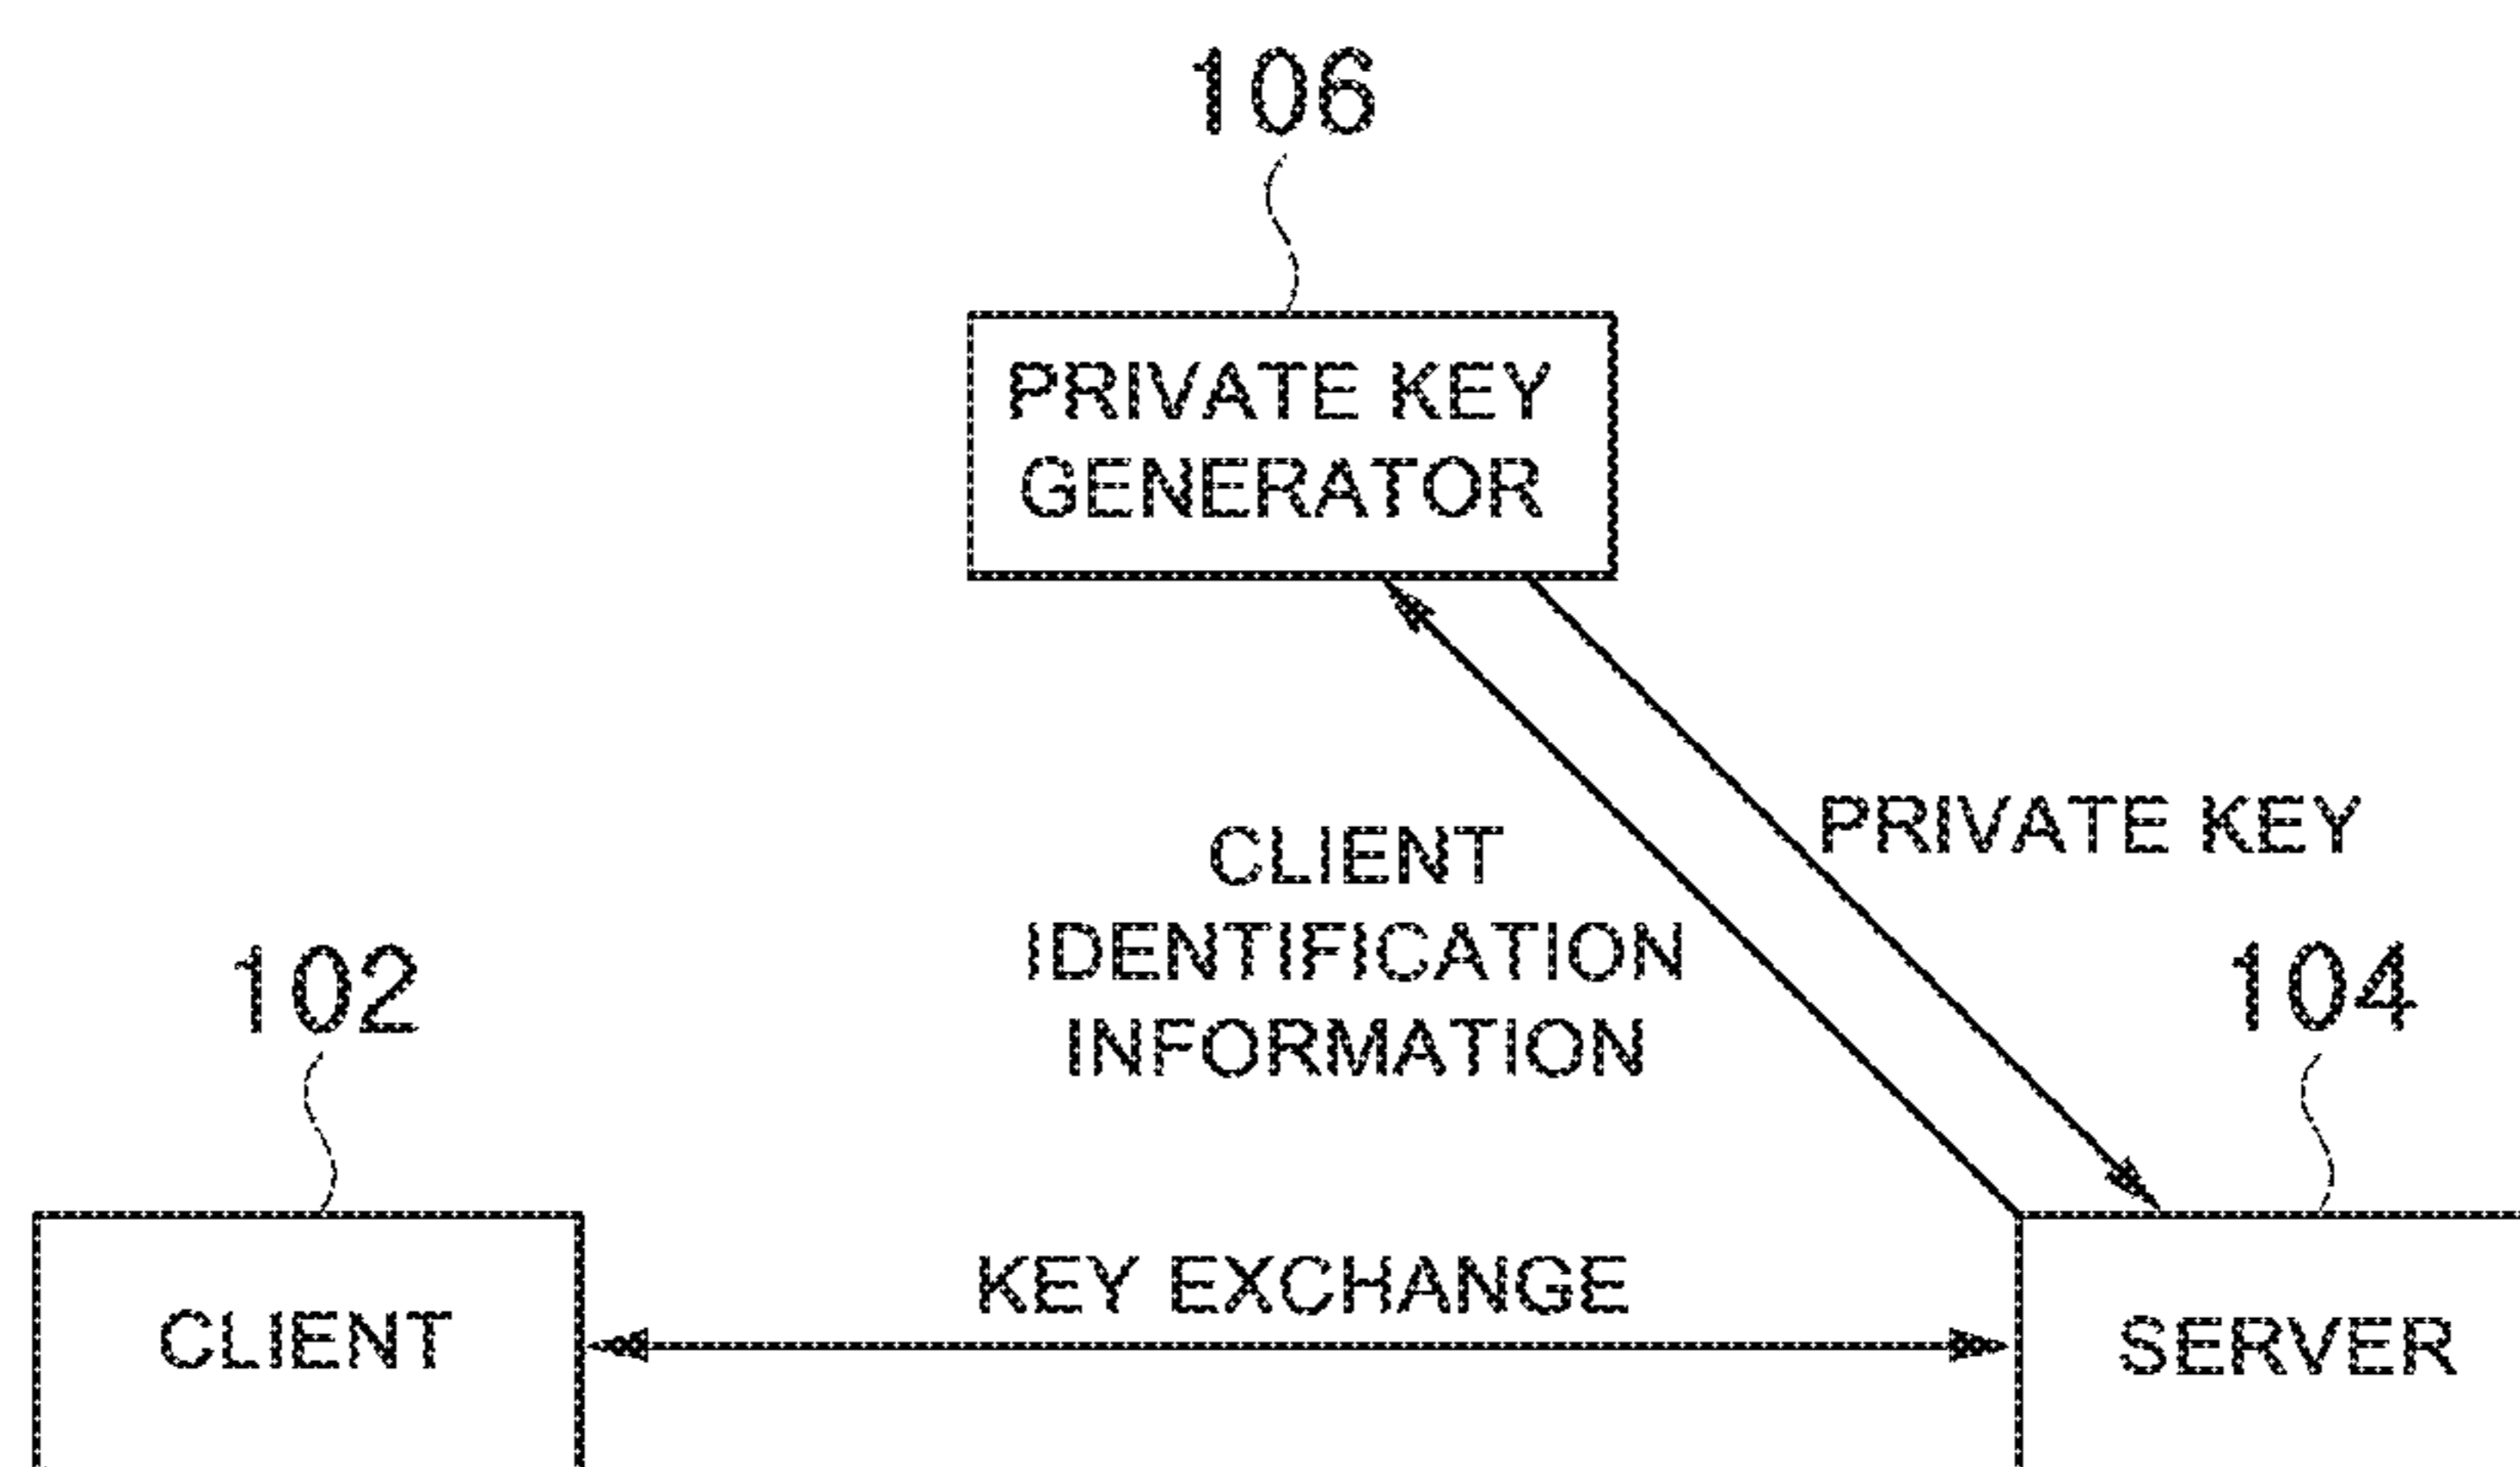 106
PRIVATE KEY
GENERATOR
PRIVATE KEY
CLIENT
IDENTIFICATION
INFORMATION
102
104
KEY EXCHANGE
CLIENT
SERVER